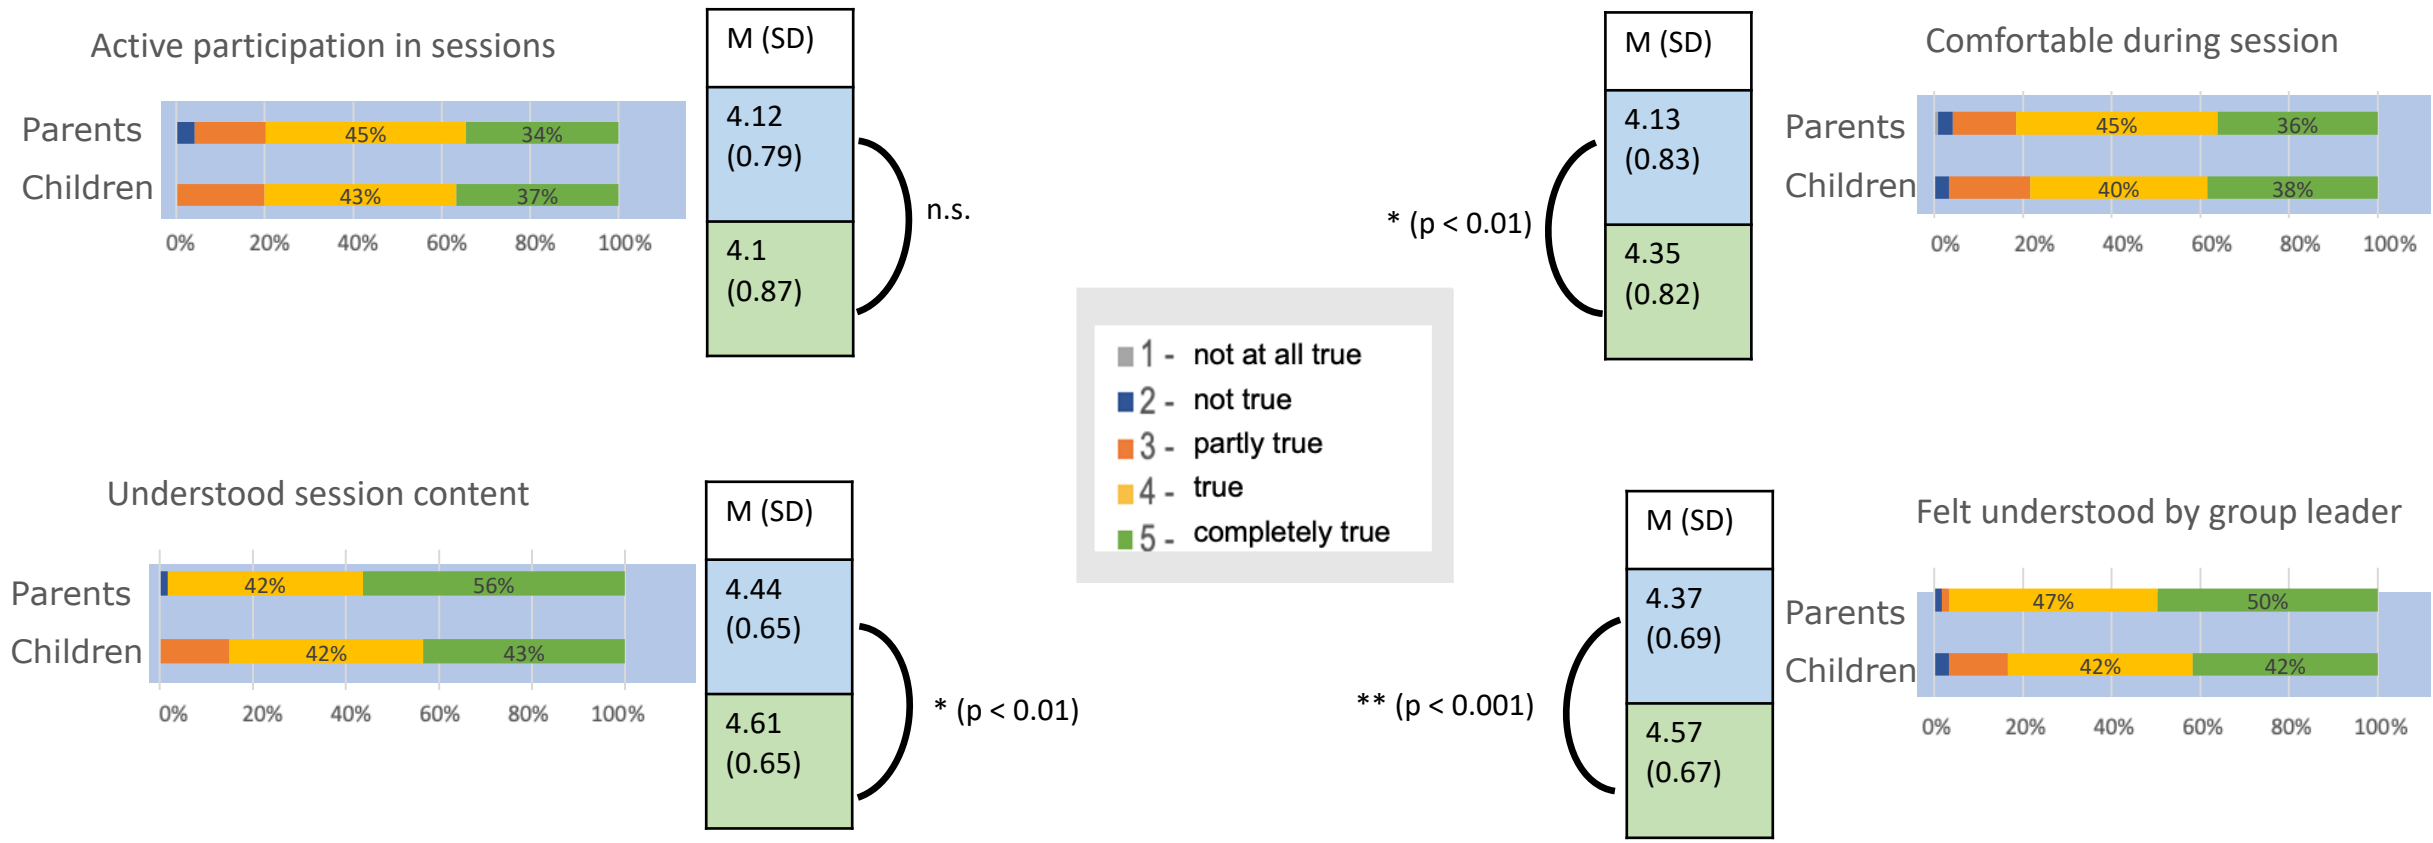 Active participation in sessions
Parents
45% 34%
Children
43% 37%
0% 20% 40% 60% 80% 100%
M (SD)
4.12
(0.79)
4.1
(0.87)
n.s.
* (p < 0.01)
M (SD)
4.13
(0.83)
4.35
(0.82)
Comfortable during session
Parents
45% 36%
Children
40% 38%
0% 20% 40% 60% 80% 100%
1 - not at all true
2 - not true
3 - partly true
4 - true
5 - completely true
Understood session content
Parents
42% 56%
Children
42% 43%
0% 20% 40% 60% 80% 100%
M (SD)
4.44
(0.65)
4.61
(0.65)
* (p < 0.01)
** (p < 0.001)
M (SD)
4.37
(0.69)
4.57
(0.67)
Felt understood by group leader
Parents
47% 50%
Children
42% 42%
0% 20% 40% 60% 80% 100%